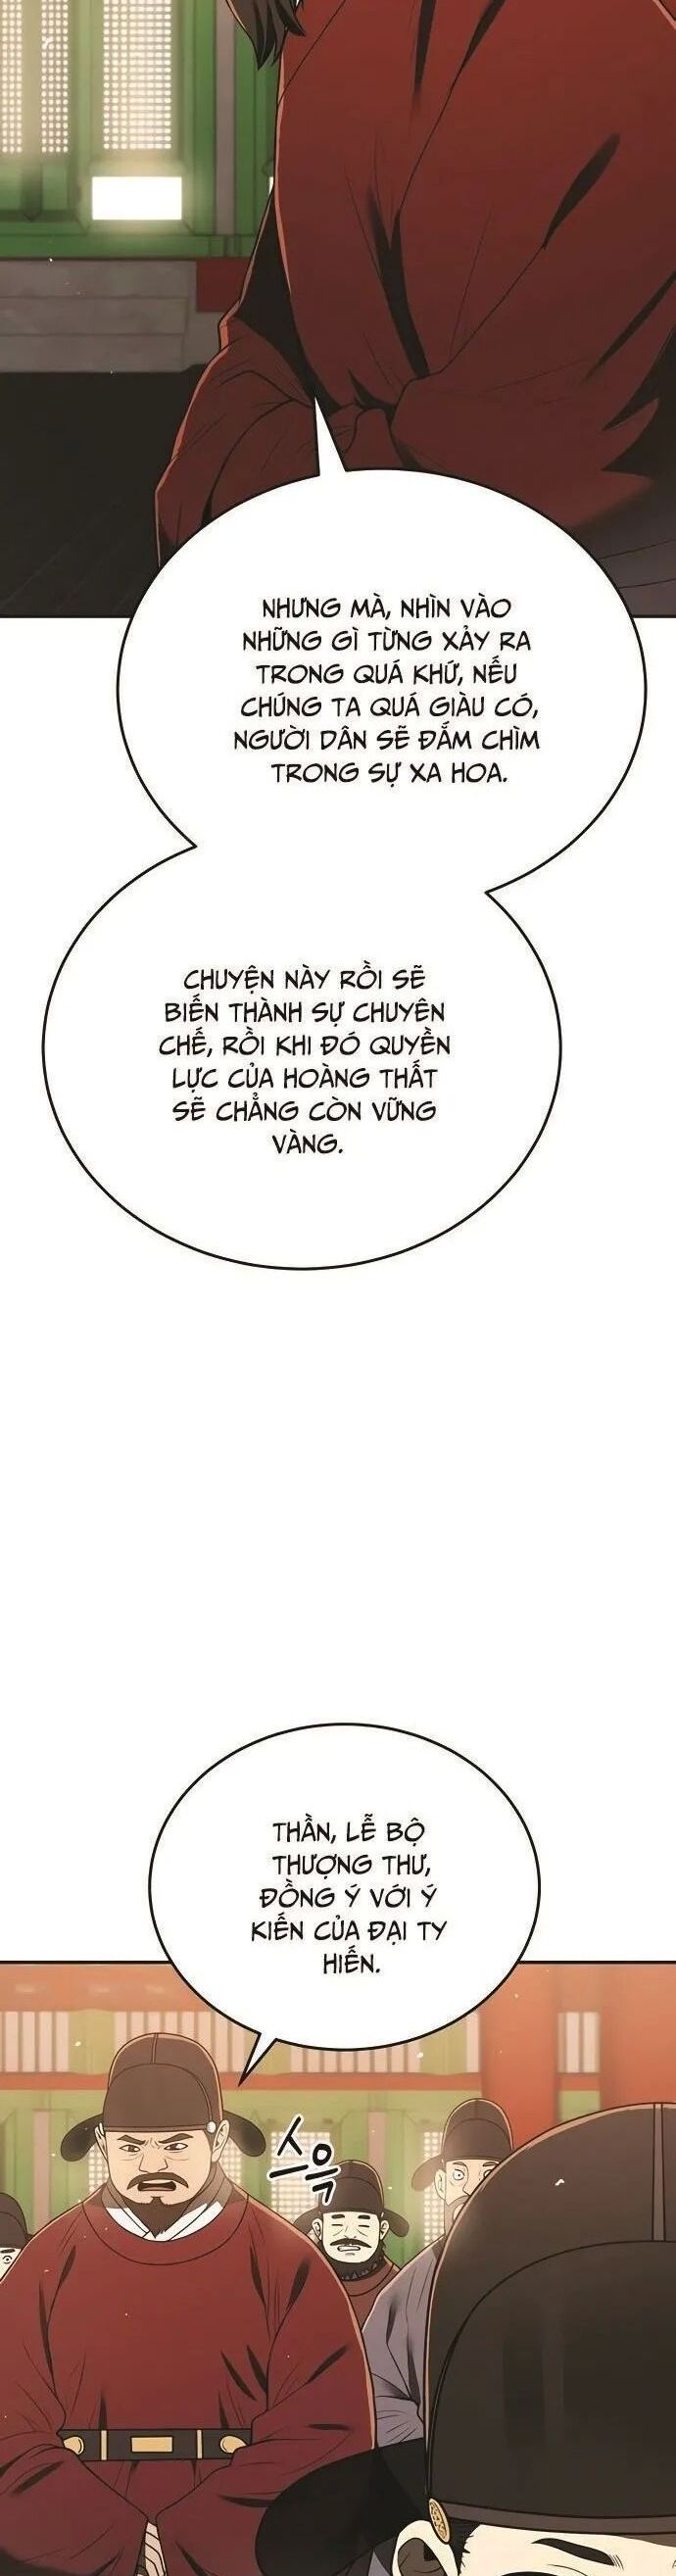 NHƯNG MÀ, NHÌN VÀO
NHỮNG GÌ TỪNG XẢY RA
TRONG QUÁ KHỨ, NẾU
CHÚNG TA QUÁ GIÀU CÓ,
NGƯỜI DÂN SẼ ĐẮM CHÌM
TRONG SỰ XA HOA.
CHUYỆN NÀY RỒI SẼ
BIẾN THÀNH SỰ CHUYÊN
CHẾ, RỒI KHI ĐÓ QUYỀN
LỰC CỦA HOÀNG THẤT
SẼ CHẲNG CÒN VỮNG
VÀNG.
THẦN, LỄ BỘ
THƯỢNG THƯ,
ĐỒNG Ý VỚI Ý
KIẾN CỦA ĐẠI TY
HIẾN.
스윽